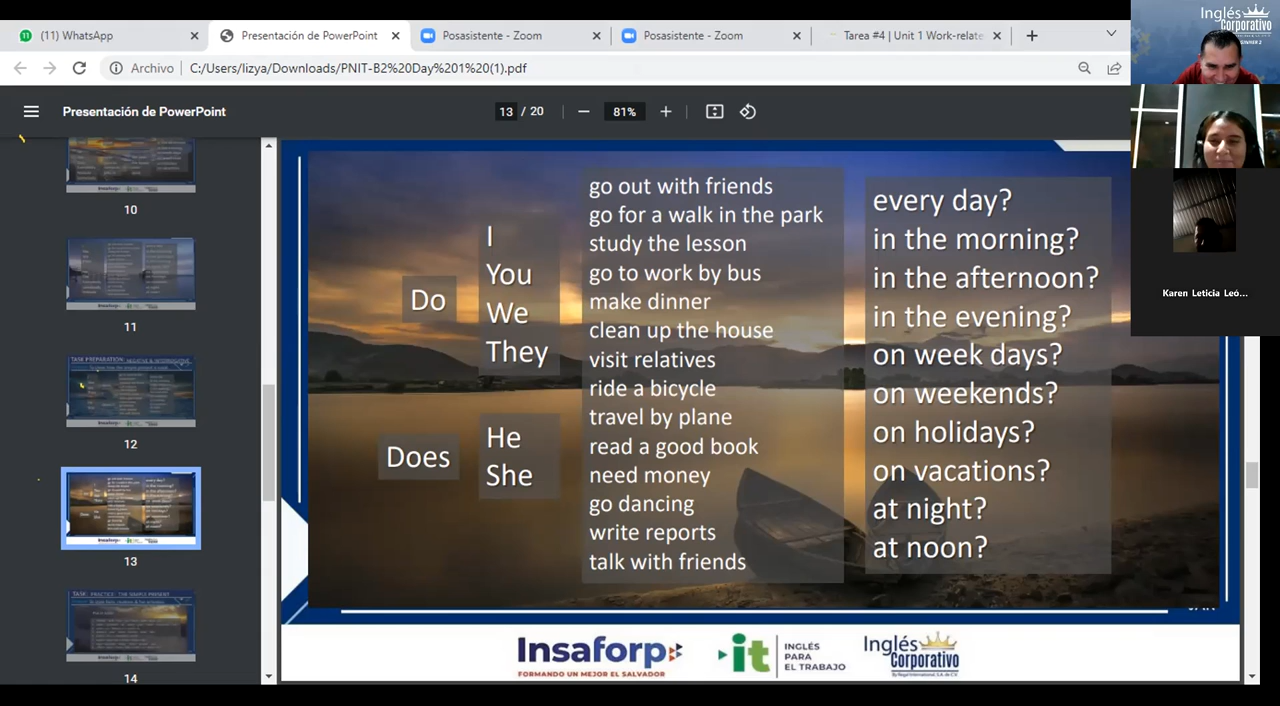 (11) WhatsApp
Presentación de PowerPoint
Posasistente - Zoom
Posasistente - Zoom
Tarea #4 | Unit 1 Work-relate
Archivo
C:/Users/lizya/Downloads/PNIT-B2%20Day%201%20(1).pdf
Presentación de PowerPoint
13 / 20
81%
10
11
12
13
14
Do
I
You
We
They
Does
He
She
go out with friends
go for a walk in the park
study the lesson
go to work by bus
make dinner
clean up the house
visit relatives
ride a bicycle
travel by plane
read a good book
need money
go dancing
write reports
talk with friends
every day?
in the morning?
in the afternoon?
in the evening?
on week days?
on weekends?
on holidays?
on vacations?
at night?
at noon?
Insaforp
FORMANDO UN MEJOR EL SALVADOR
it
INGLÉS
PARA
EL TRABAJO
Inglés
Corporativo
Inglés
Corporativo
Karen Leticia Leó...